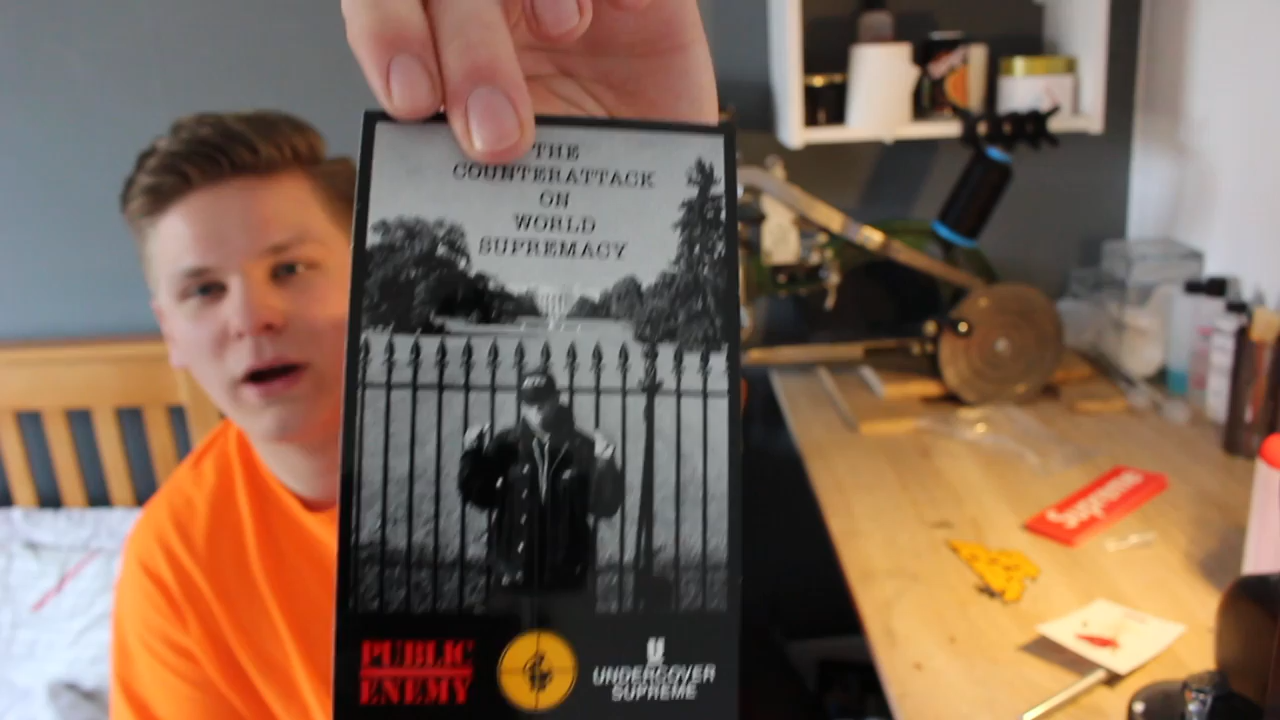 THE
COUNTERATTACK
ON
WORLD
SUPREMACY
PUBLIC
ENEMY
U
UNDERCOVER
SUPREME
Supreme